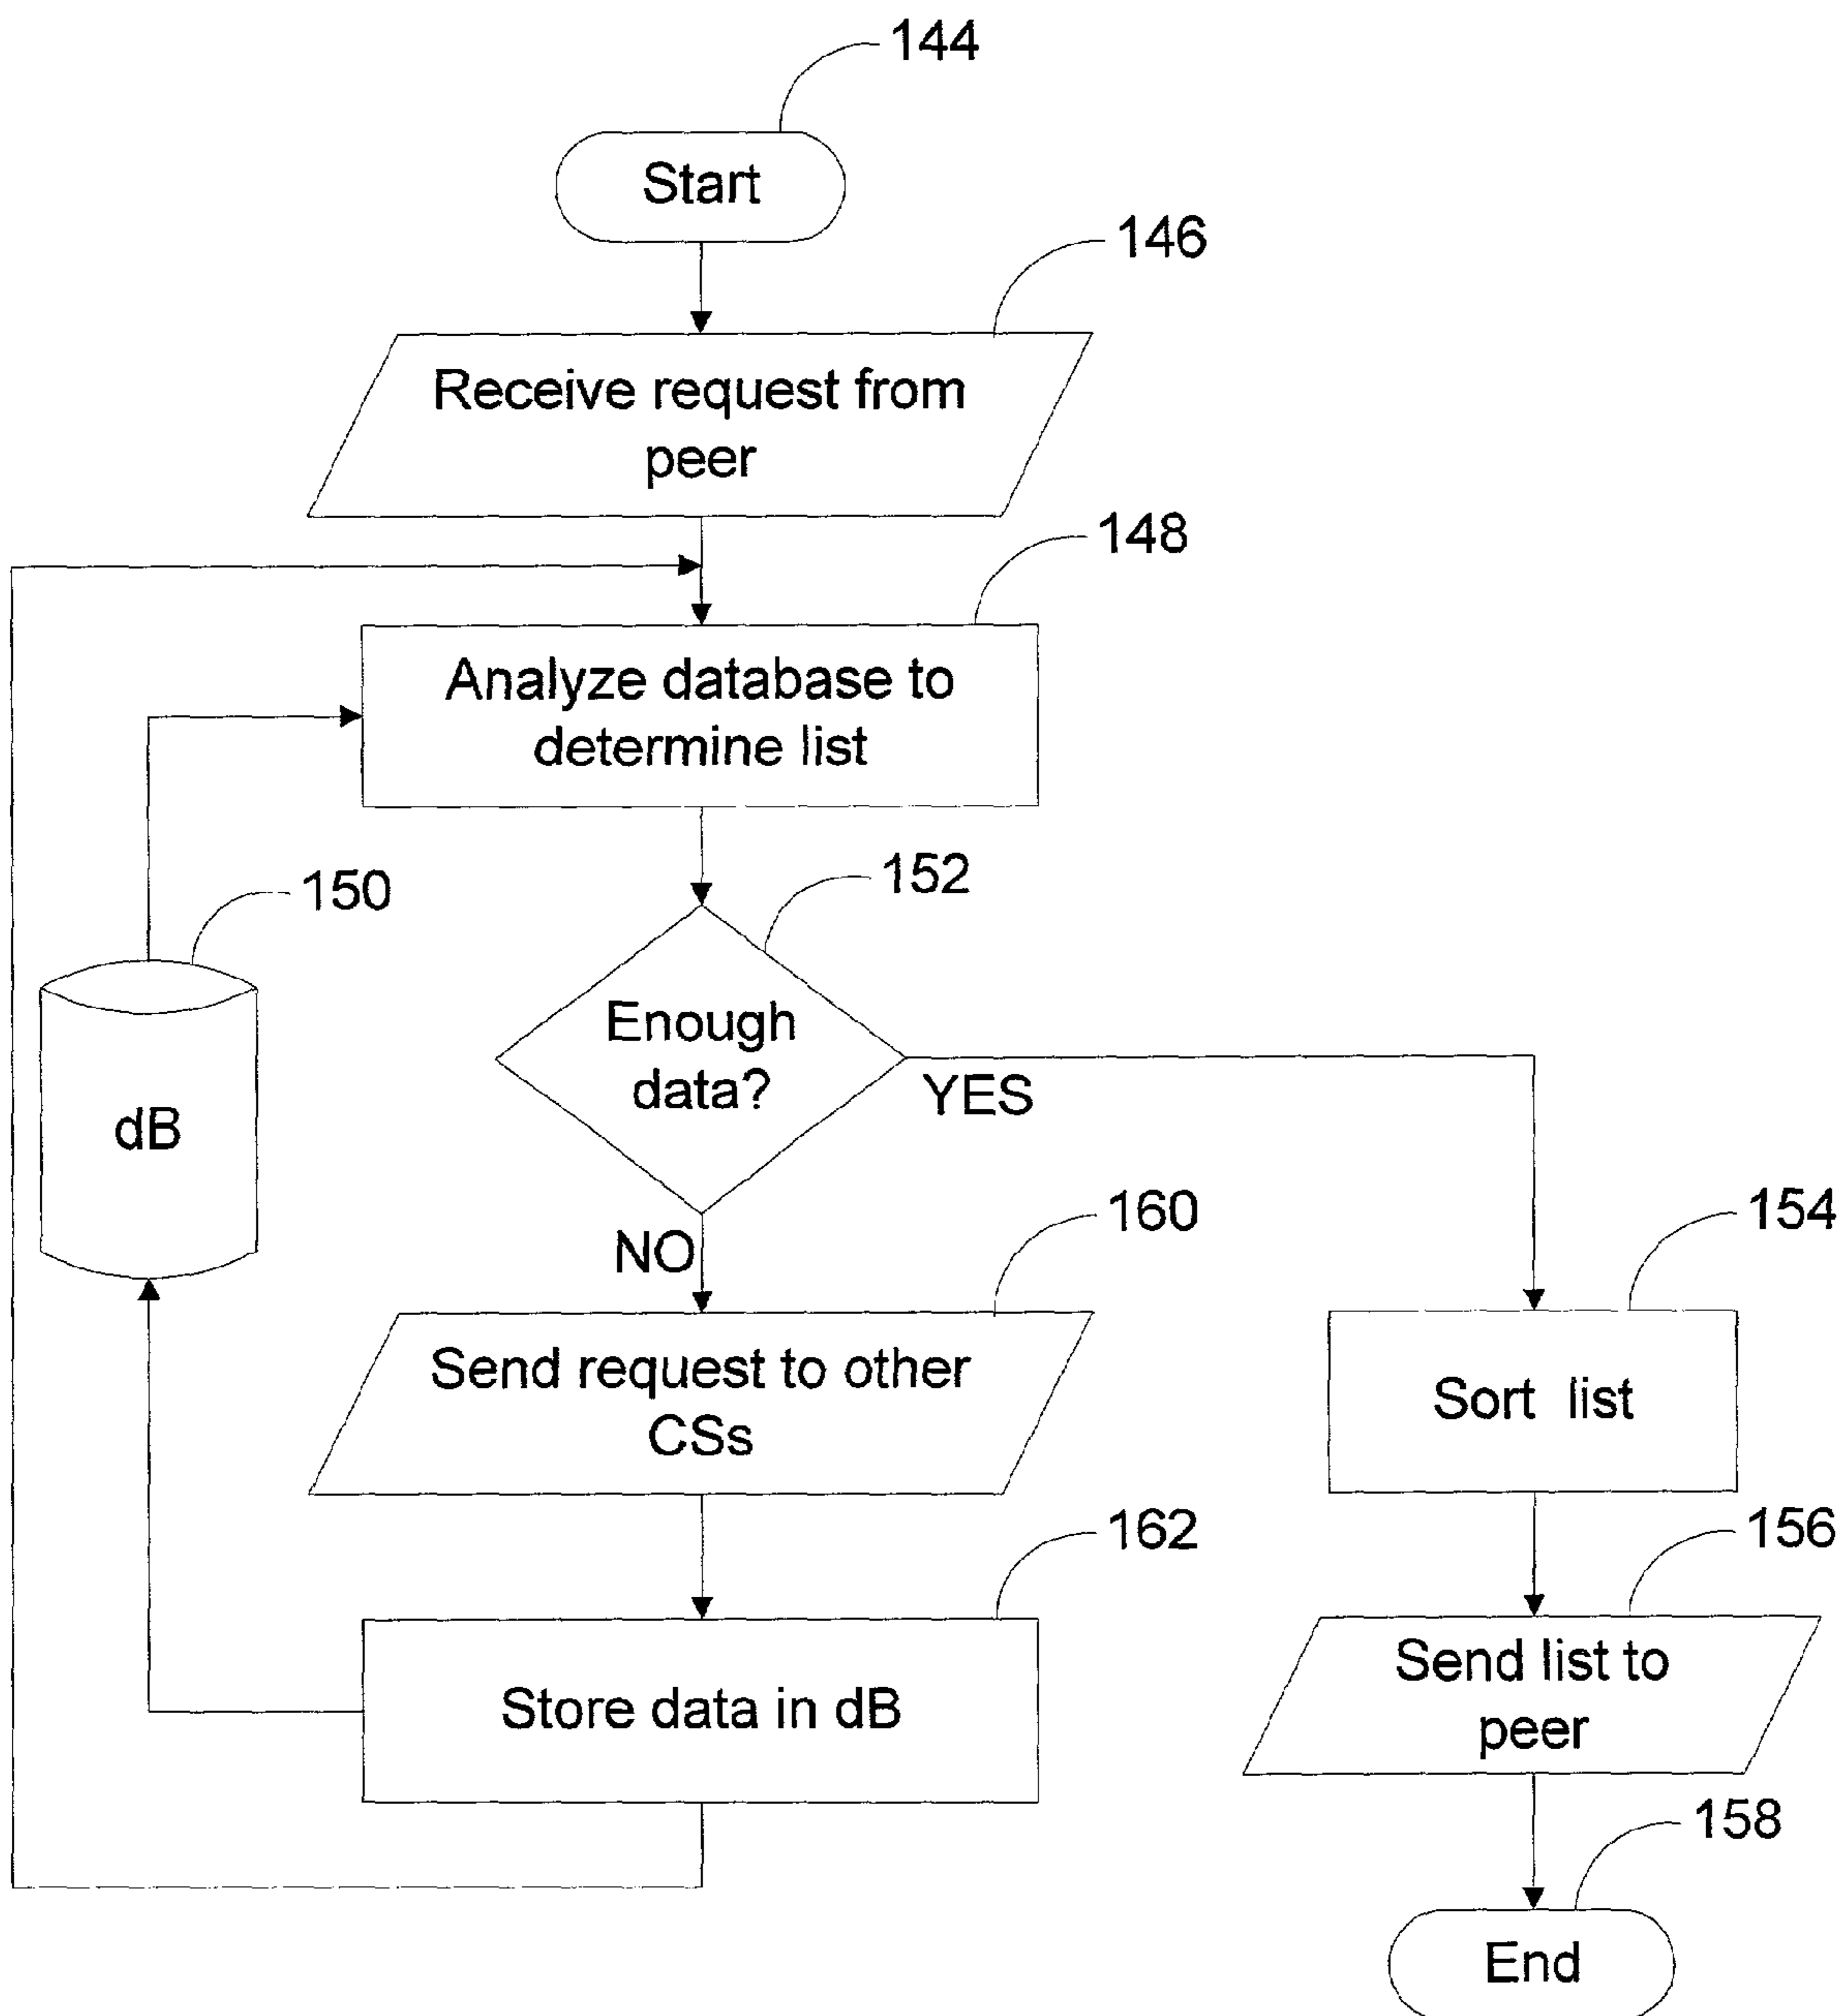 144
Start
146
Receive request from
peer
148
Analyze database to
determine list
150
152
Enough
data?
YES
dB
NO
160
154
Send request to other
CSs
Sort list
162
156
Store data in dB
Send list to
peer
158
End